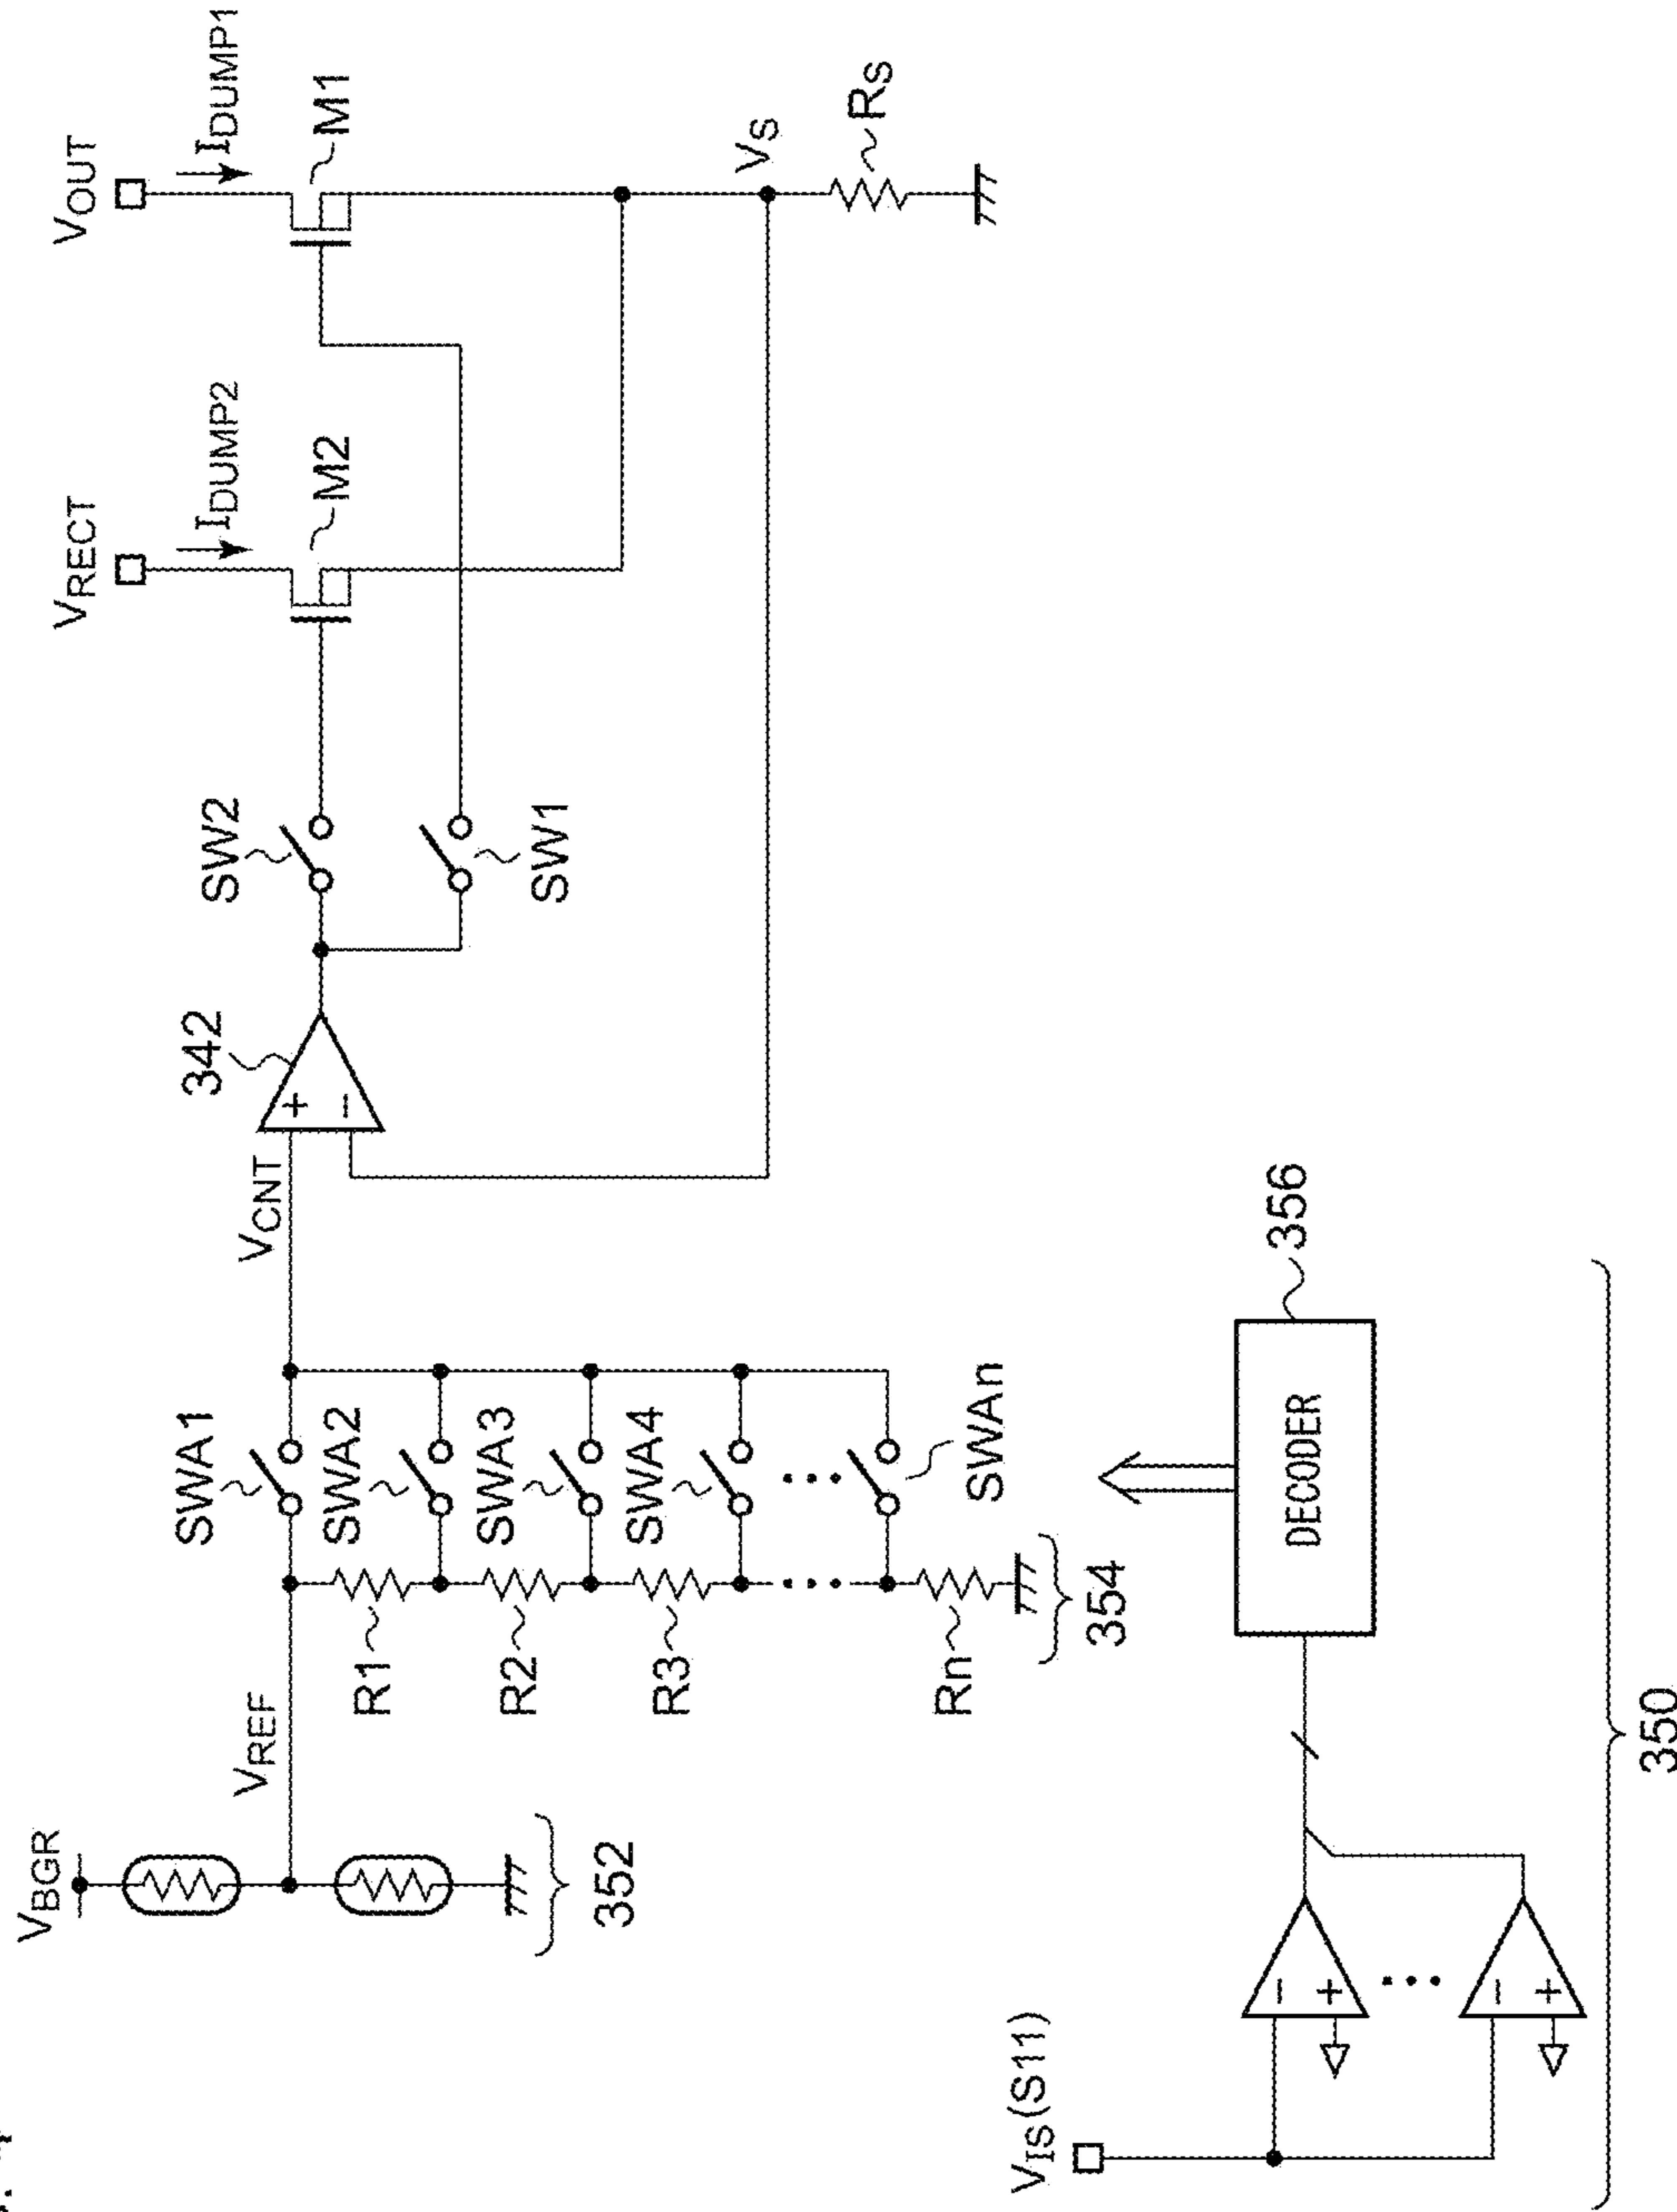 VOUT
IDUMP1
M1
VRECT
IDUMP2
M2
VS
RS
SW2
SW1
342
+
−
VCNT
SWA1
SWA2
SWA3
SWA4
SWAn
VREF
R1
R2
R3
Rn
354
VBGR
352
VIS(S11)
−
+
−
+
DECODER
356
350